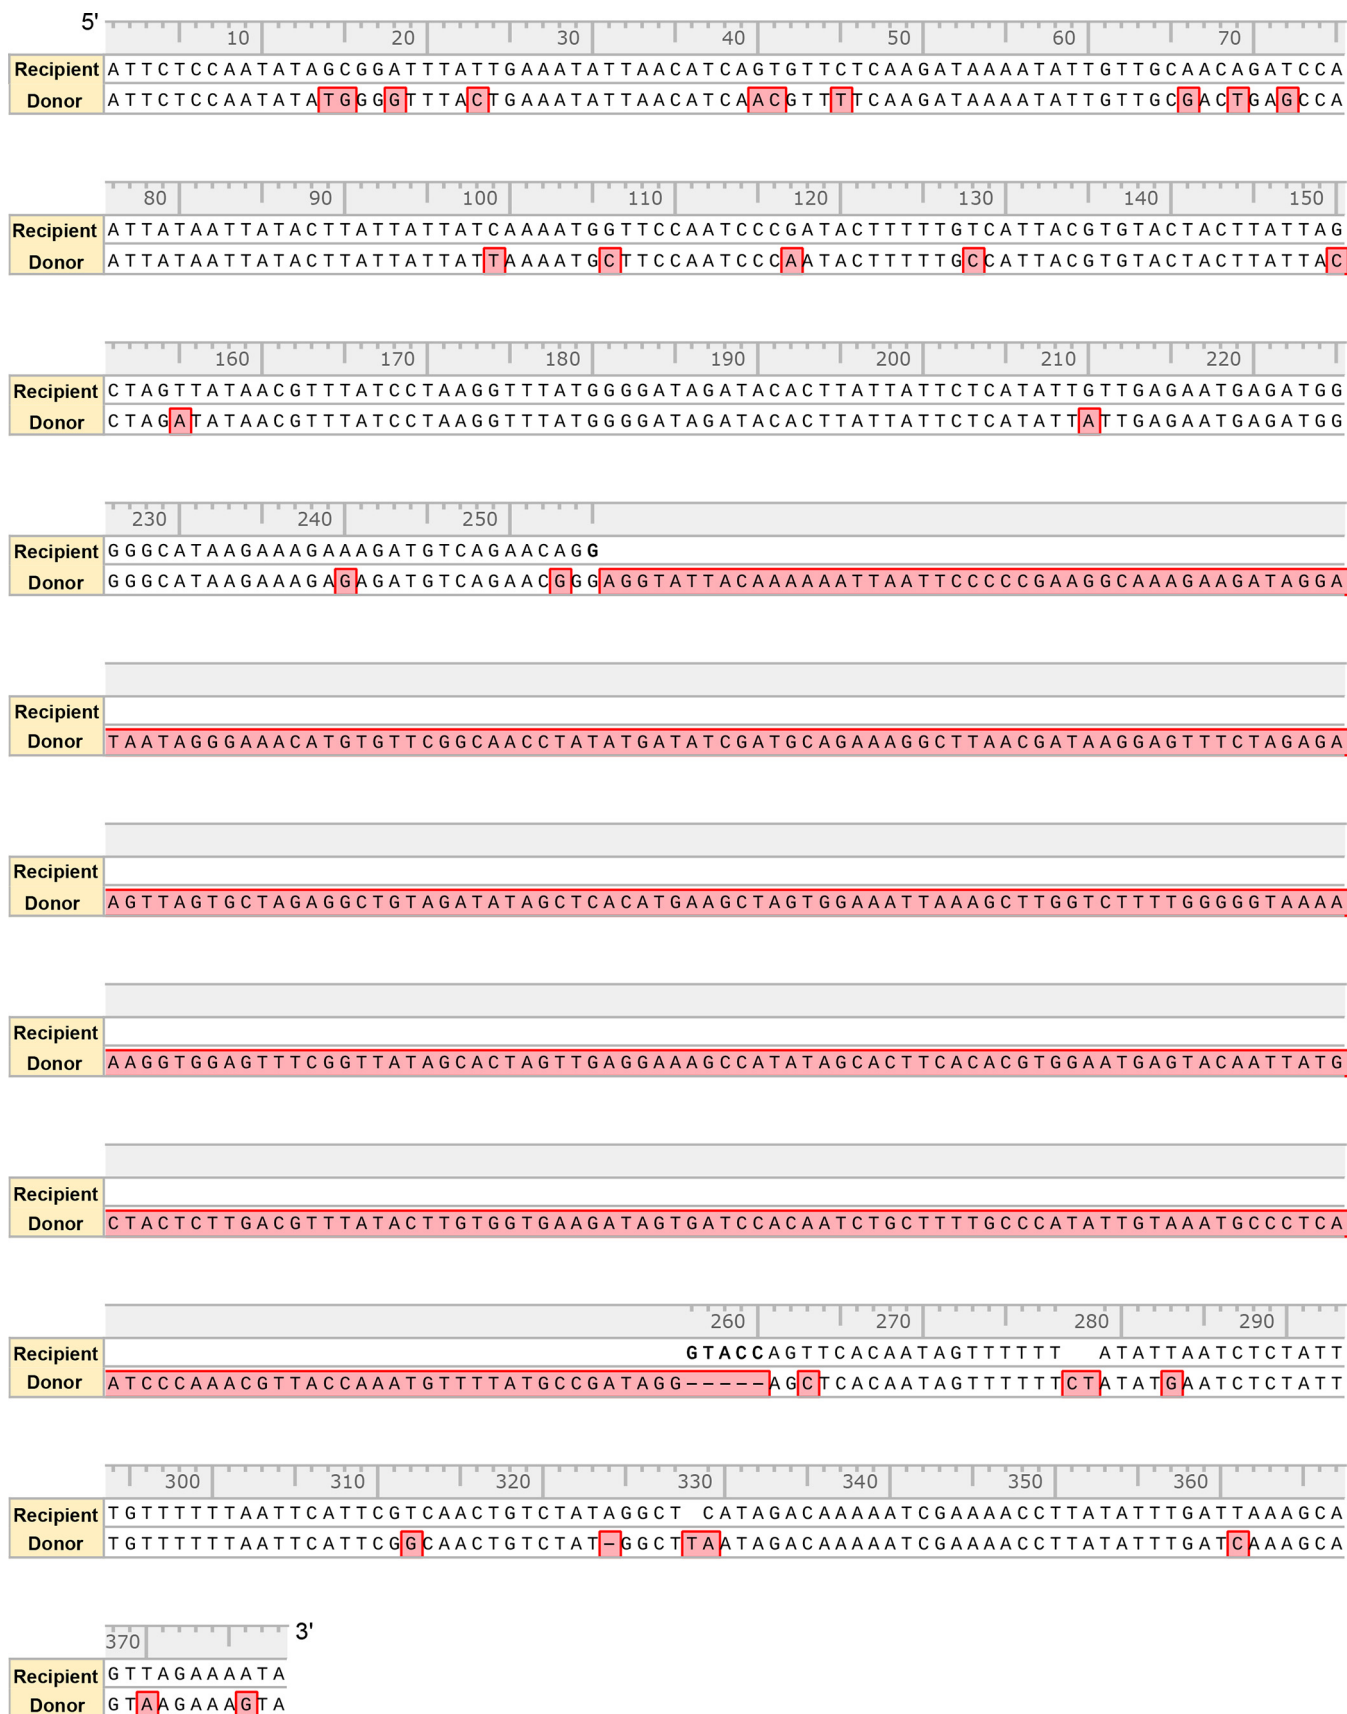 5'
10 20 30 40 50 60 70
Recipient ATTCTCCAATATAGCGGATTTATTGAAATATTAACATCAGTGTTCTCAAGATAAAATATTGTTGCAACAGATCCA
Donor ATTCTCCAATATATGGGGTTTACTGAAATATTAACATCAACGTTTTCAAGATAAAATATTGTTGCGACTGAGCCA
80 90 100 110 120 130 140 150
Recipient ATTATAATTATACTTATTATTATCAAAATGGTTCCAATCCCGATACTTTTTGTCATTACGTGTACTACTTATTAG
Donor ATTATAATTATACTTATTATTATTAAAATGCTTCCAATCCCAATACTTTTTGCCATTACGTGTACTACTTATTAC
160 170 180 190 200 210 220
Recipient CTAGTTATAACGTTTATCCTAAGGTTTATGGGGATAGATACACTTATTATTCTCATATTGTTGAGAATGAGATGG
Donor CTAGATATAACGTTTATCCTAAGGTTTATGGGGATAGATACACTTATTATTCTCATATTATTGAGAATGAGATGG
230 240 250
Recipient GGGCATAAGAAAGAAAGATGTCAGAACAGG
Donor GGGCATAAGAAAGAGAGATGTCAGAACGGGAGGTATTACAAAAAATTAATTCCCCCGAAGGCAAAGAAGATAGGA
Recipient
Donor TAATAGGGAAACATGTGTTCGGCAACCTATATGATATCGATGCAGAAAGGCTTAACGATAAGGAGTTTCTAGAGA
Recipient
Donor AGTTAGTGCTAGAGGCTGTAGATATAGCTCACATGAAGCTAGTGGAAATTAAAGCTTGGTCTTTTGGGGGTAAAA
Recipient
Donor AAGGTGGAGTTTCGGTTATAGCACTAGTTGAGGAAAGCCATATAGCACTTCACACGTGGAATGAGTACAATTATG
Recipient
Donor CTACTCTTGACGTTTATACTTGTGGTGAAGATAGTGATCCACAATCTGCTTTTGCCCATATTGTAAATGCCCTCA
260 270 280 290
Recipient GTACCAGTTCACAATAGTTTTTT ATATTAATCTCTATT
Donor ATCCCAAACGTTACCAAATGTTTTATGCCGATAGG-----AGCTCACAATAGTTTTTTCTATATGAATCTCTATT
300 310 320 330 340 350 360
Recipient TGTTTTTTAATTCATTCGTCAACTGTCTATAGGCT CATAGACAAAAATCGAAAACCTTATATTTGATTAAAGCA
Donor TGTTTTTTAATTCATTCGGCAACTGTCTAT-GGCTTAATAGACAAAAATCGAAAACCTTATATTTGATCAAAGCA
370 3'
Recipient GTTAGAAAATA
Donor GTAAGAAAGTA